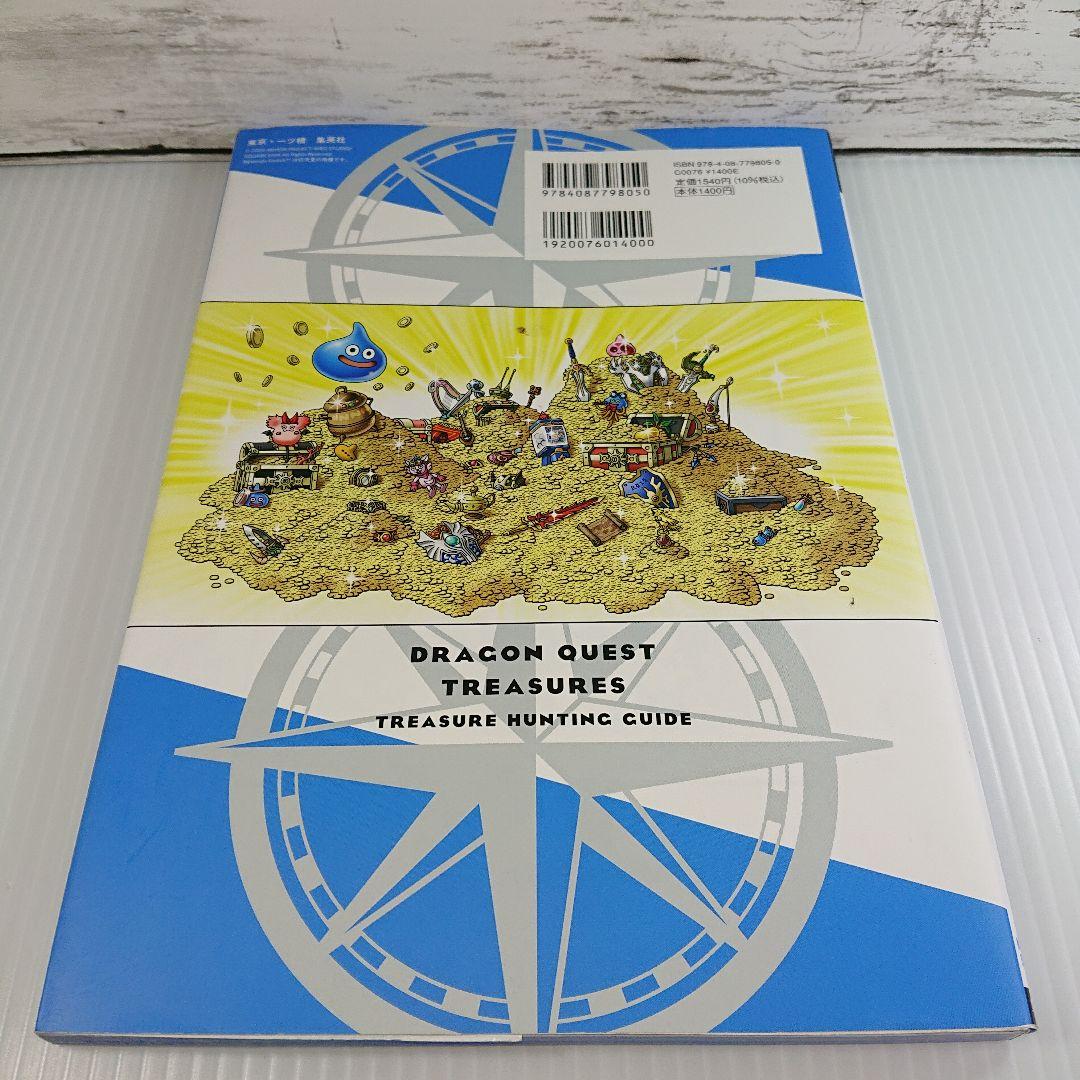 東京・一ツ橋 集英社
ISBN 978-4-08-779805-0
C0076 ¥1400E
定価1540円(10%税込)
本体1400円
9784087798050
1920076014000
DRAGON QUEST
TREASURES
TREASURE HUNTING GUIDE